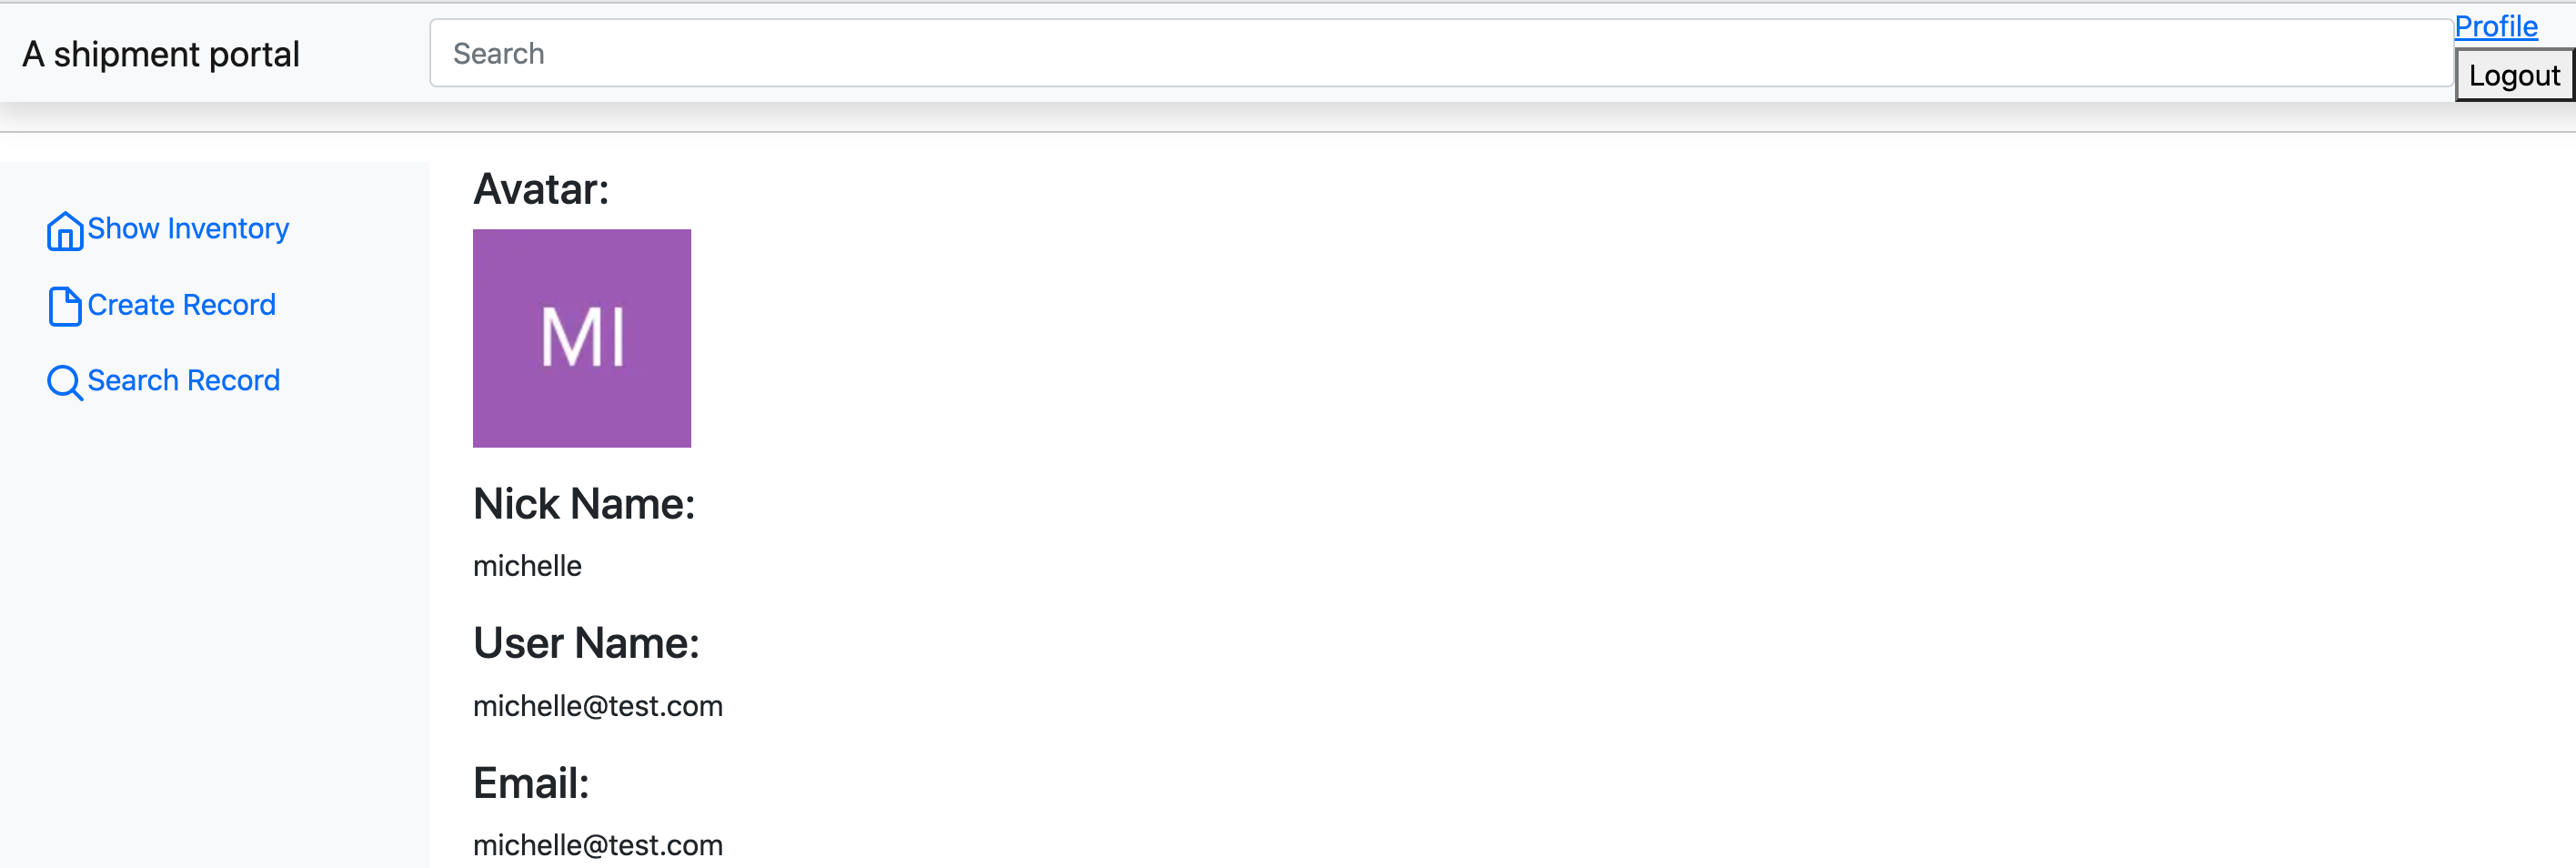 A shipment portal
Search
Profile
Logout
Show Inventory
Create Record
Search Record
Avatar:
MI
Nick Name:
michelle
User Name:
michelle@test.com
Email:
michelle@test.com